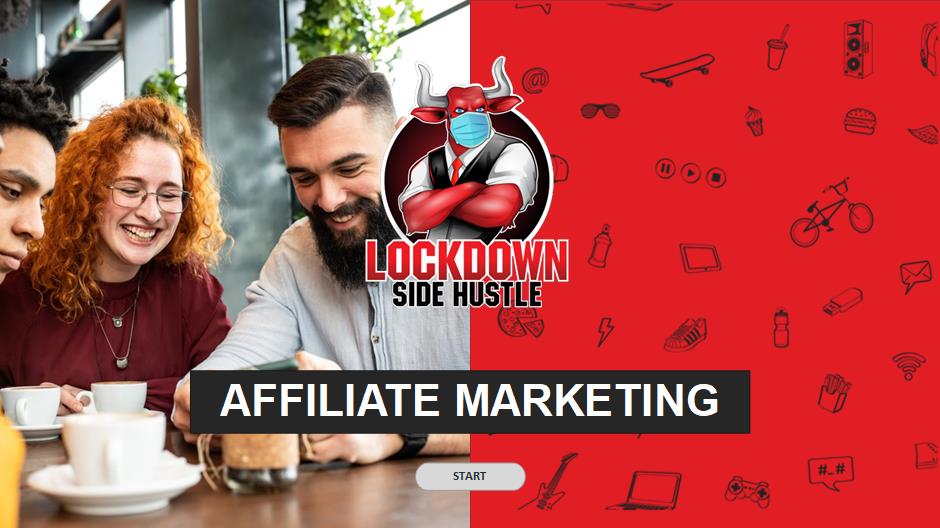 LOCKDOWN
SIDE HUSTLE
AFFILIATE MARKETING
START
@
#_#